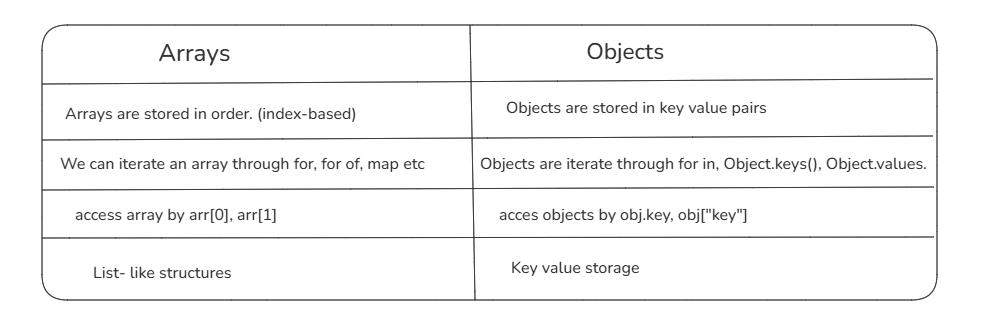 Arrays
Objects
Arrays are stored in order. (index-based)
Objects are stored in key value pairs
We can iterate an array through for, for of, map etc
Objects are iterate through for in, Object.keys(), Object.values.
access array by arr[0], arr[1]
acces objects by obj.key, obj["key"]
List- like structures
Key value storage